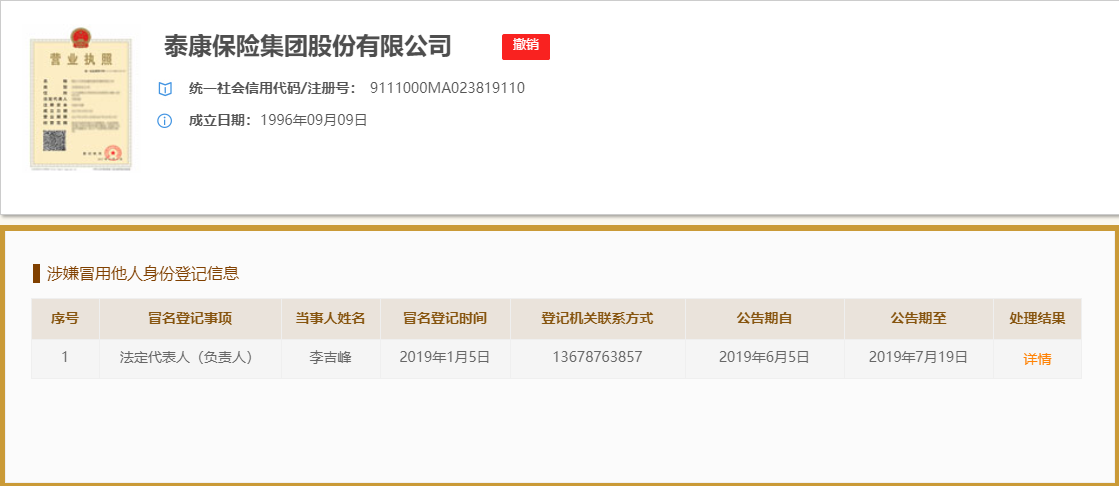 营业执照
泰康保险集团股份有限公司
撤销
统一社会信用代码/注册号： 9111000MA023819110
成立日期： 1996年09月09日
涉嫌冒用他人身份登记信息
序号 冒名登记事项 当事人姓名 冒名登记时间 登记机关联系方式 公告期自 公告期至 处理结果
1 法定代表人（负责人） 李吉峰 2019年1月5日 13678763857 2019年6月5日 2019年7月19日 详情